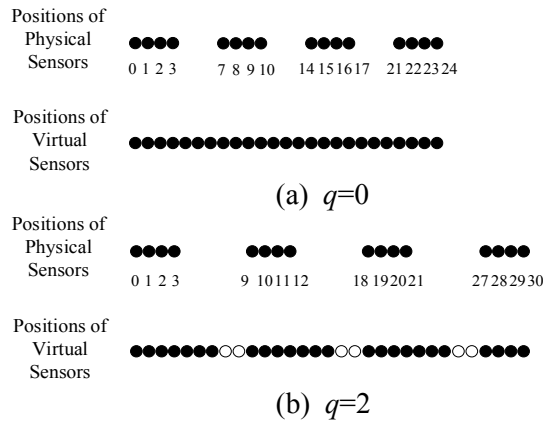 Positions of
Physical
Sensors
0 1 2 3 7 8 9 10 14 15 16 17 21 22 23 24
Positions of
Virtual
Sensors
(a) q=0
Positions of
Physical
Sensors
0 1 2 3 9 10 11 12 18 19 20 21 27 28 29 30
Positions of
Virtual
Sensors
(b) q=2